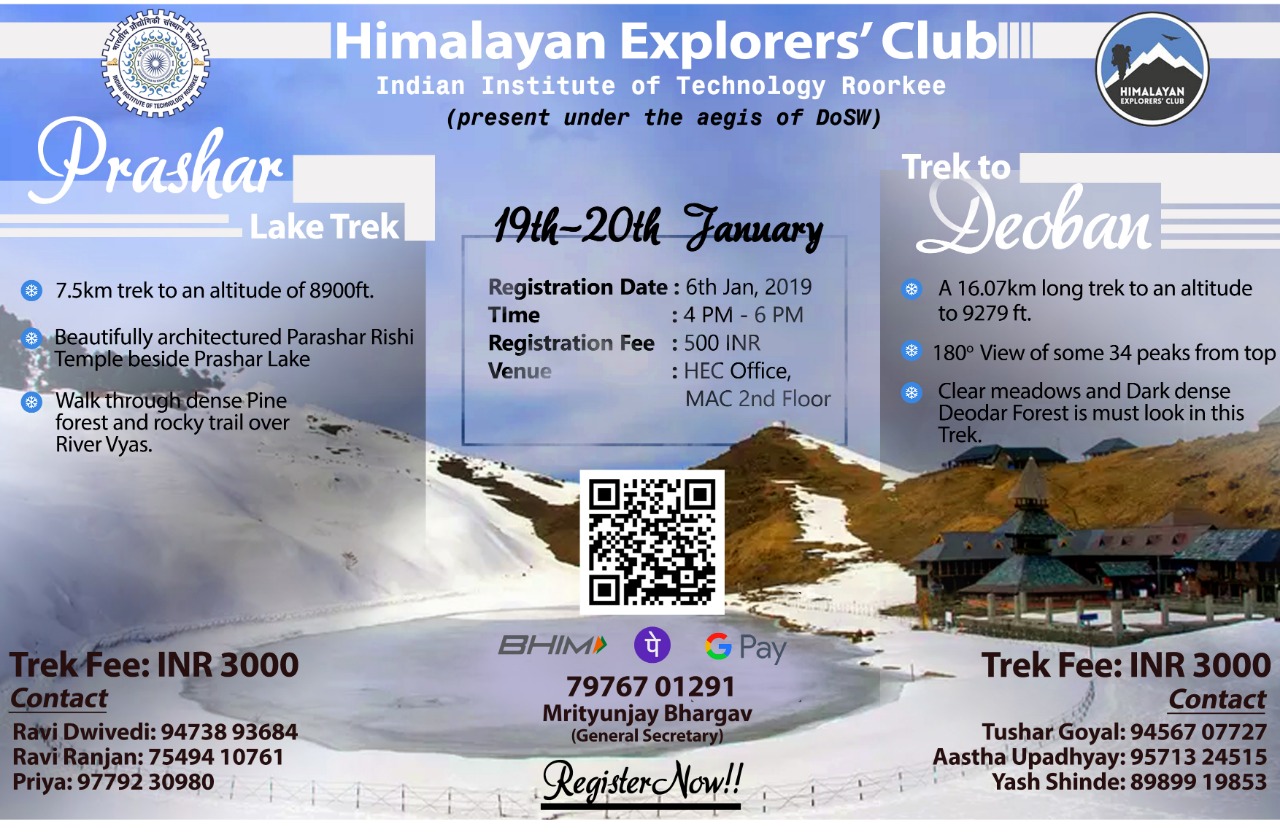 Himalayan Explorers' Club
Indian Institute of Technology Roorkee
(present under the aegis of DoSW)
भारतीय प्रौद्योगिकी संस्थान रूड़की
INDIAN INSTITUTE OF TECHNOLOGY ROORKEE
HIMALAYAN
EXPLORERS' CLUB
Prashar
Lake Trek
7.5km trek to an altitude of 8900ft.
Beautifully architectured Parashar Rishi
Temple beside Prashar Lake
Walk through dense Pine
forest and rocky trail over
River Vyas.
19th-20th January
Registration Date : 6th Jan, 2019
TIme : 4 PM - 6 PM
Registration Fee : 500 INR
Venue : HEC Office,
MAC 2nd Floor
Trek to
Deoban
A 16.07km long trek to an altitude
to 9279 ft.
180º View of some 34 peaks from top
Clear meadows and Dark dense
Deodar Forest is must look in this
Trek.
Trek Fee: INR 3000
Contact
Ravi Dwivedi: 94738 93684
Ravi Ranjan: 75494 10761
Priya: 97792 30980
BHIM पे G Pay
79767 01291
Mrityunjay Bhargav
(General Secretary)
Register Now!!
Trek Fee: INR 3000
Contact
Tushar Goyal: 94567 07727
Aastha Upadhyay: 95713 24515
Yash Shinde: 89899 19853